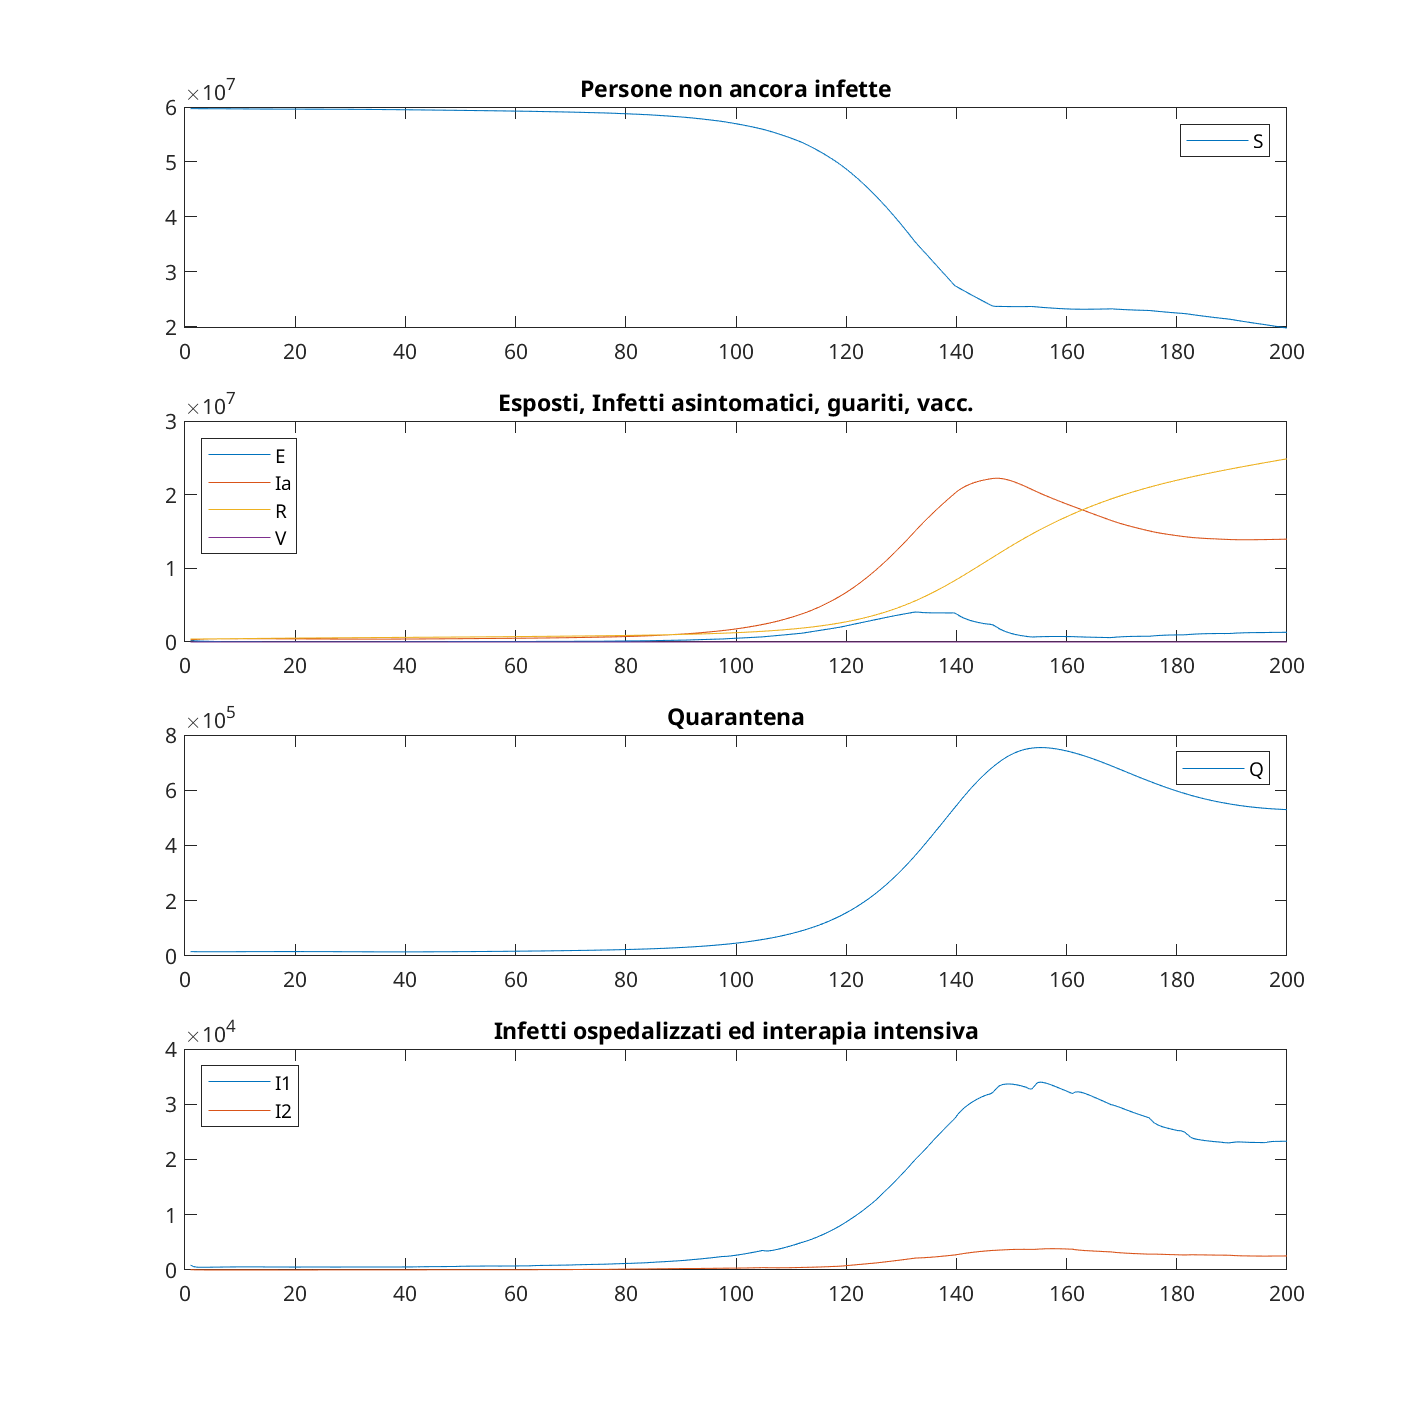 Persone non ancora infette
×10^7
6
5
4
3
2
S
0 20 40 60 80 100 120 140 160 180 200
Esposti, Infetti asintomatici, guariti, vacc.
×10^7
3
2
1
0
E
Ia
R
V
0 20 40 60 80 100 120 140 160 180 200
Quarantena
×10^5
8
6
4
2
0
Q
0 20 40 60 80 100 120 140 160 180 200
Infetti ospedalizzati ed interapia intensiva
×10^4
4
3
2
1
0
I1
I2
0 20 40 60 80 100 120 140 160 180 200